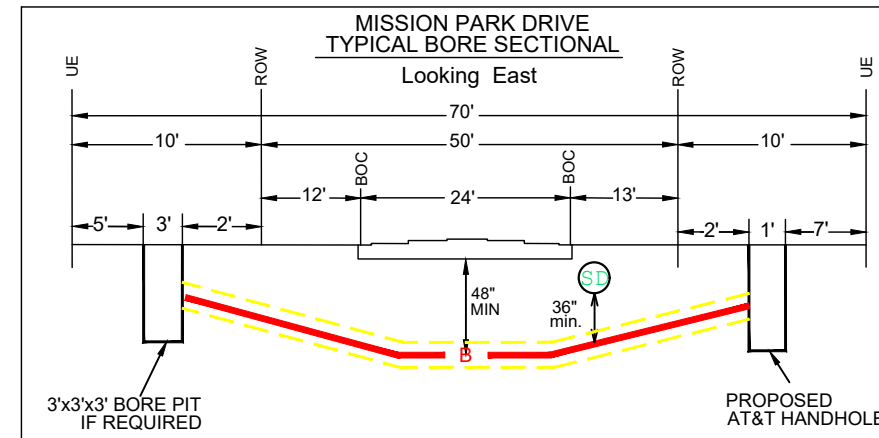 MISSION PARK DRIVE
TYPICAL BORE SECTIONAL
Looking East
UE
ROW
ROW
UE
70'
10'
50'
10'
BOC
BOC
12'
24'
13'
5'
3'
2'
2'
1'
7'
SD
48"
MIN
36"
min.
B
3'x3'x3' BORE PIT
IF REQUIRED
PROPOSED
AT&T HANDHOLE